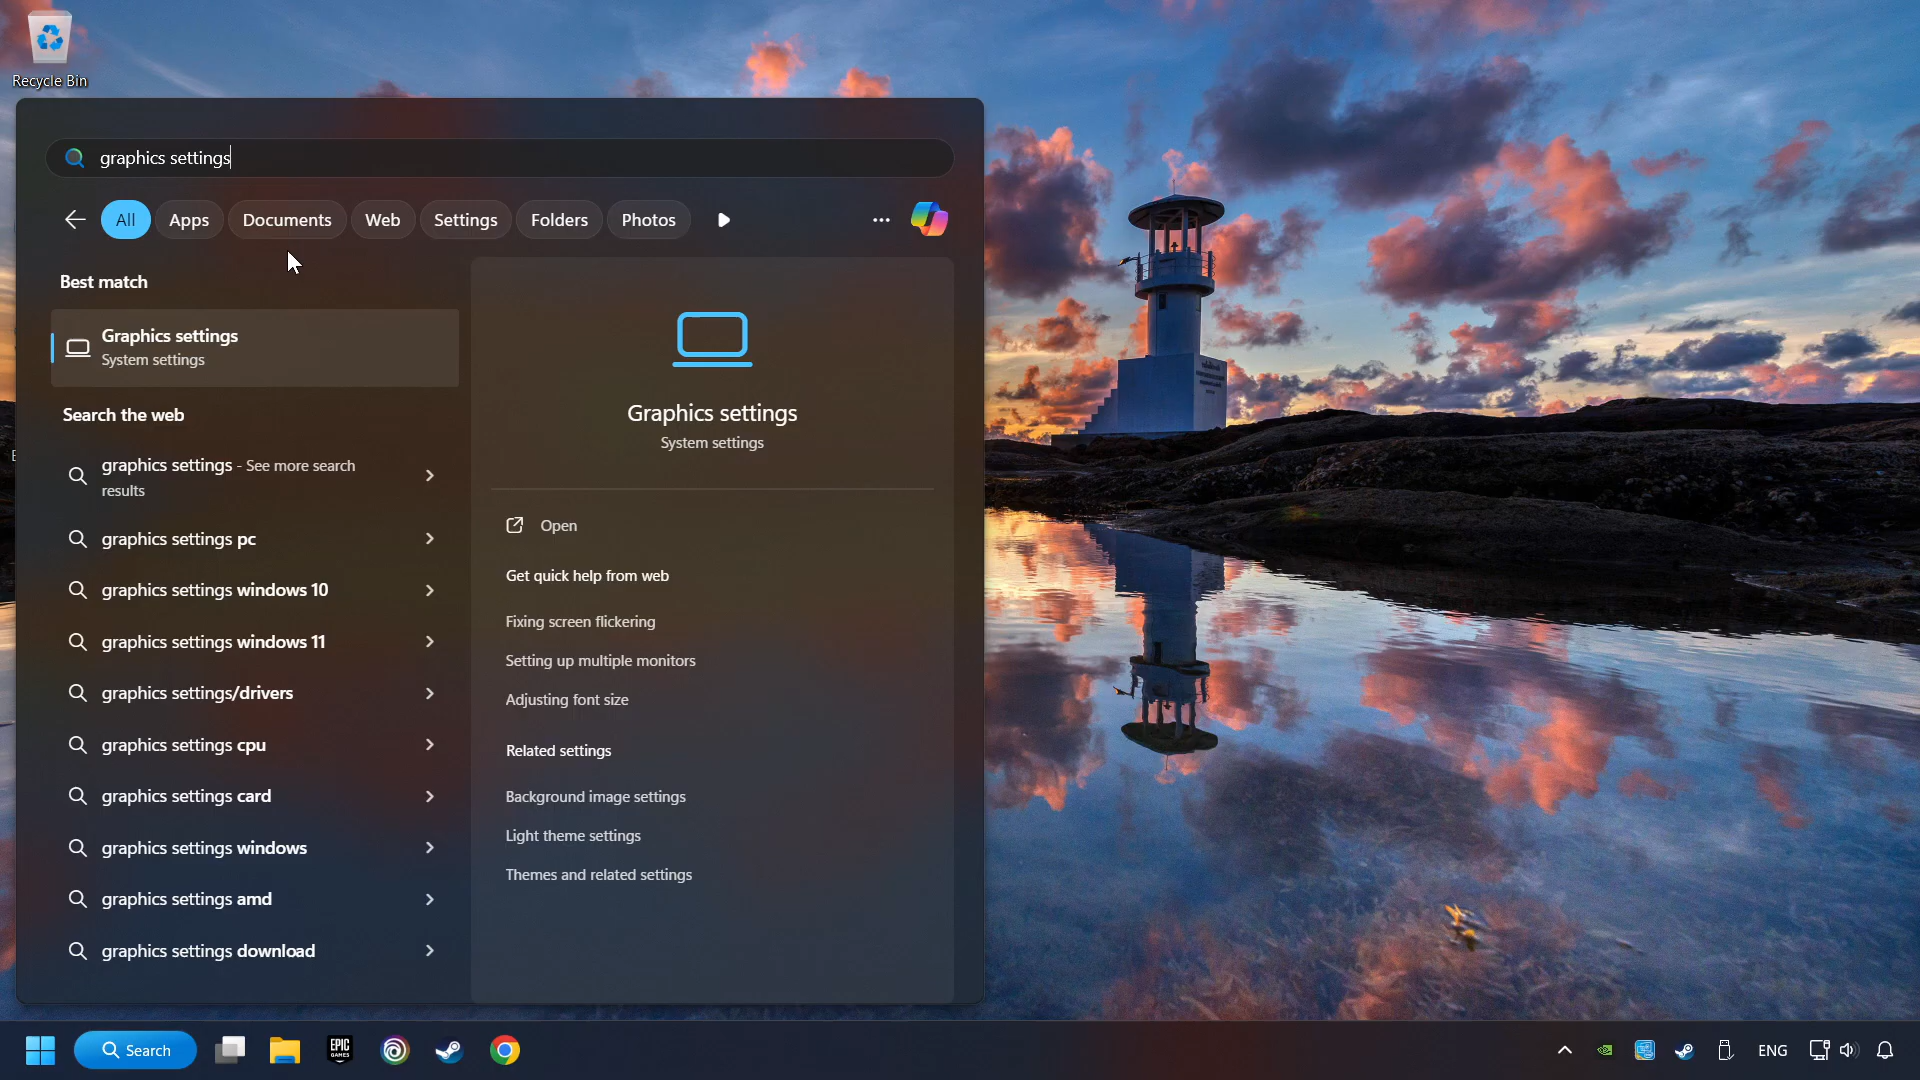 Recycle Bin
graphics settings
All
Apps
Documents
Web
Settings
Folders
Photos
Best match
Graphics settings
System settings
Search the web
graphics settings - See more search
results
graphics settings pc
graphics settings windows 10
graphics settings windows 11
graphics settings/drivers
graphics settings cpu
graphics settings card
graphics settings windows
graphics settings amd
graphics settings download
Graphics settings
System settings
Open
Get quick help from web
Fixing screen flickering
Setting up multiple monitors
Adjusting font size
Related settings
Background image settings
Light theme settings
Themes and related settings
Search
EPIC
GAMES
ENG